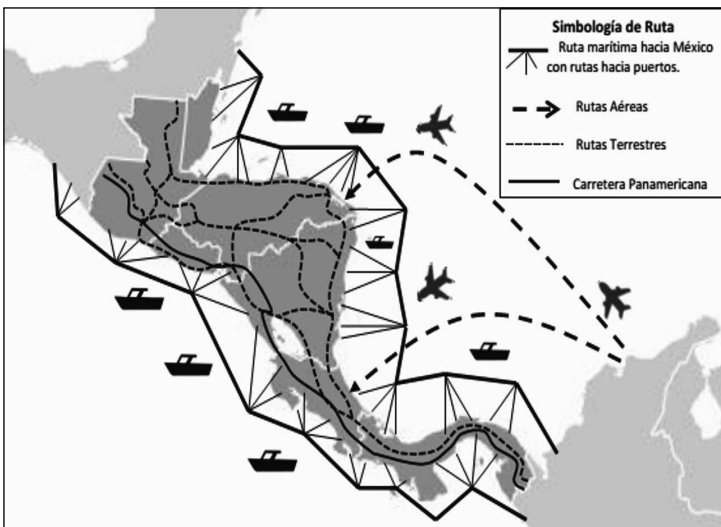 Simbología de Ruta
Ruta marítima hacia México
con rutas hacia puertos.
Rutas Aéreas
Rutas Terrestres
Carretera Panamericana